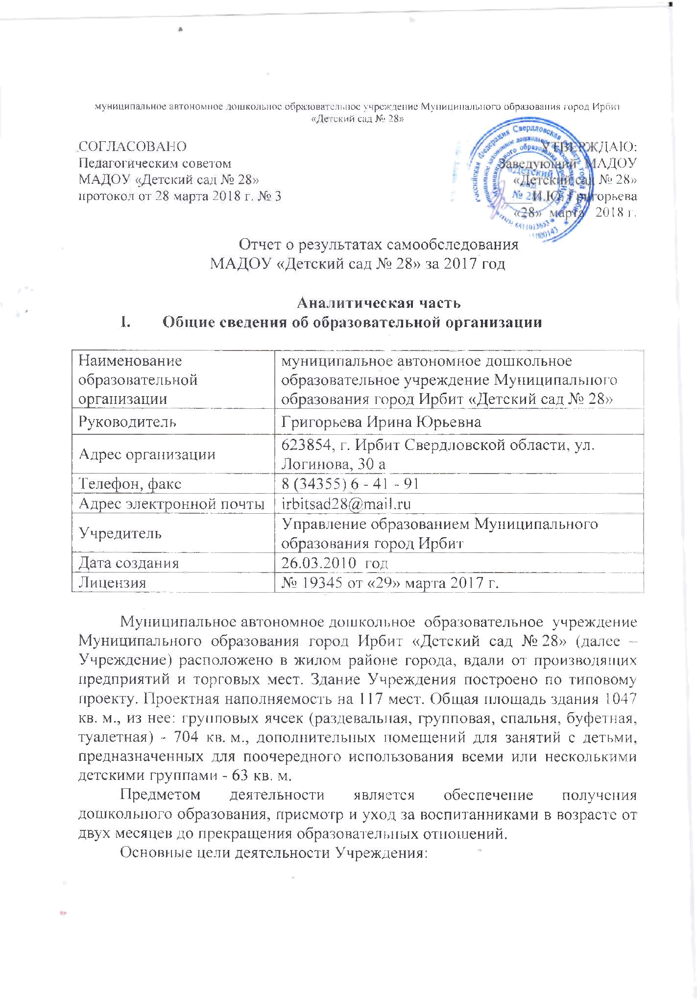 муниципальное автономное дошкольное образовательное учреждение Муниципального образования город Ирбит
«Детский сад № 28»
СОГЛАСОВАНО
Педагогическим советом
МАДОУ «Детский сад № 28»
протокол от 28 марта 2018 г. № 3
УТВЕРЖДАЮ:
Заведующий МАДОУ
«Детский сад № 28»
И.Ю. Григорьева
«28» марта 2018 г.
Отчет о результатах самообследования
МАДОУ «Детский сад № 28» за 2017 год
Аналитическая часть
I. Общие сведения об образовательной организации
Наименование
образовательной
организации
муниципальное автономное дошкольное
образовательное учреждение Муниципального
образования город Ирбит «Детский сад № 28»
Руководитель
Григорьева Ирина Юрьевна
Адрес организации
623854, г. Ирбит Свердловской области, ул.
Логинова, 30 а
Телефон, факс
8 (34355) 6 - 41 - 91
Адрес электронной почты
irbitsad28@mail.ru
Учредитель
Управление образованием Муниципального
образования город Ирбит
Дата создания
26.03.2010 год
Лицензия
№ 19345 от «29» марта 2017 г.
Муниципальное автономное дошкольное образовательное учреждение
Муниципального образования город Ирбит «Детский сад № 28» (далее –
Учреждение) расположено в жилом районе города, вдали от производящих
предприятий и торговых мест. Здание Учреждения построено по типовому
проекту. Проектная наполняемость на 117 мест. Общая площадь здания 1047
кв. м., из нее: групповых ячеек (раздевальная, групповая, спальня, буфетная,
туалетная) - 704 кв. м., дополнительных помещений для занятий с детьми,
предназначенных для поочередного использования всеми или несколькими
детскими группами - 63 кв. м.
Предметом деятельности является обеспечение получения
дошкольного образования, присмотр и уход за воспитанниками в возрасте от
двух месяцев до прекращения образовательных отношений.
Основные цели деятельности Учреждения: